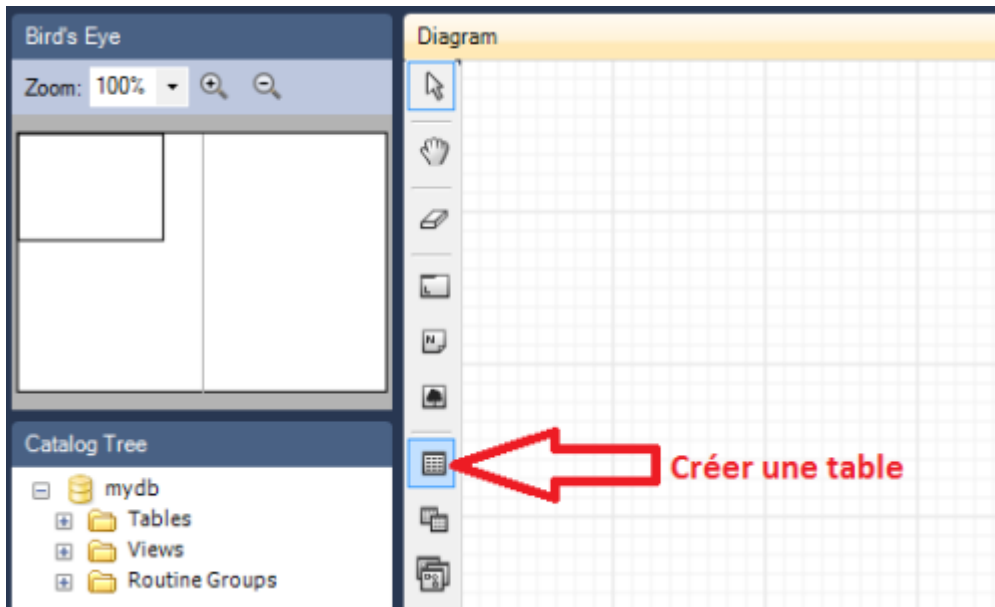 Bird's Eye
Zoom: 100%
Diagram
Catalog Tree
mydb
Tables
Views
Routine Groups
Créer une table